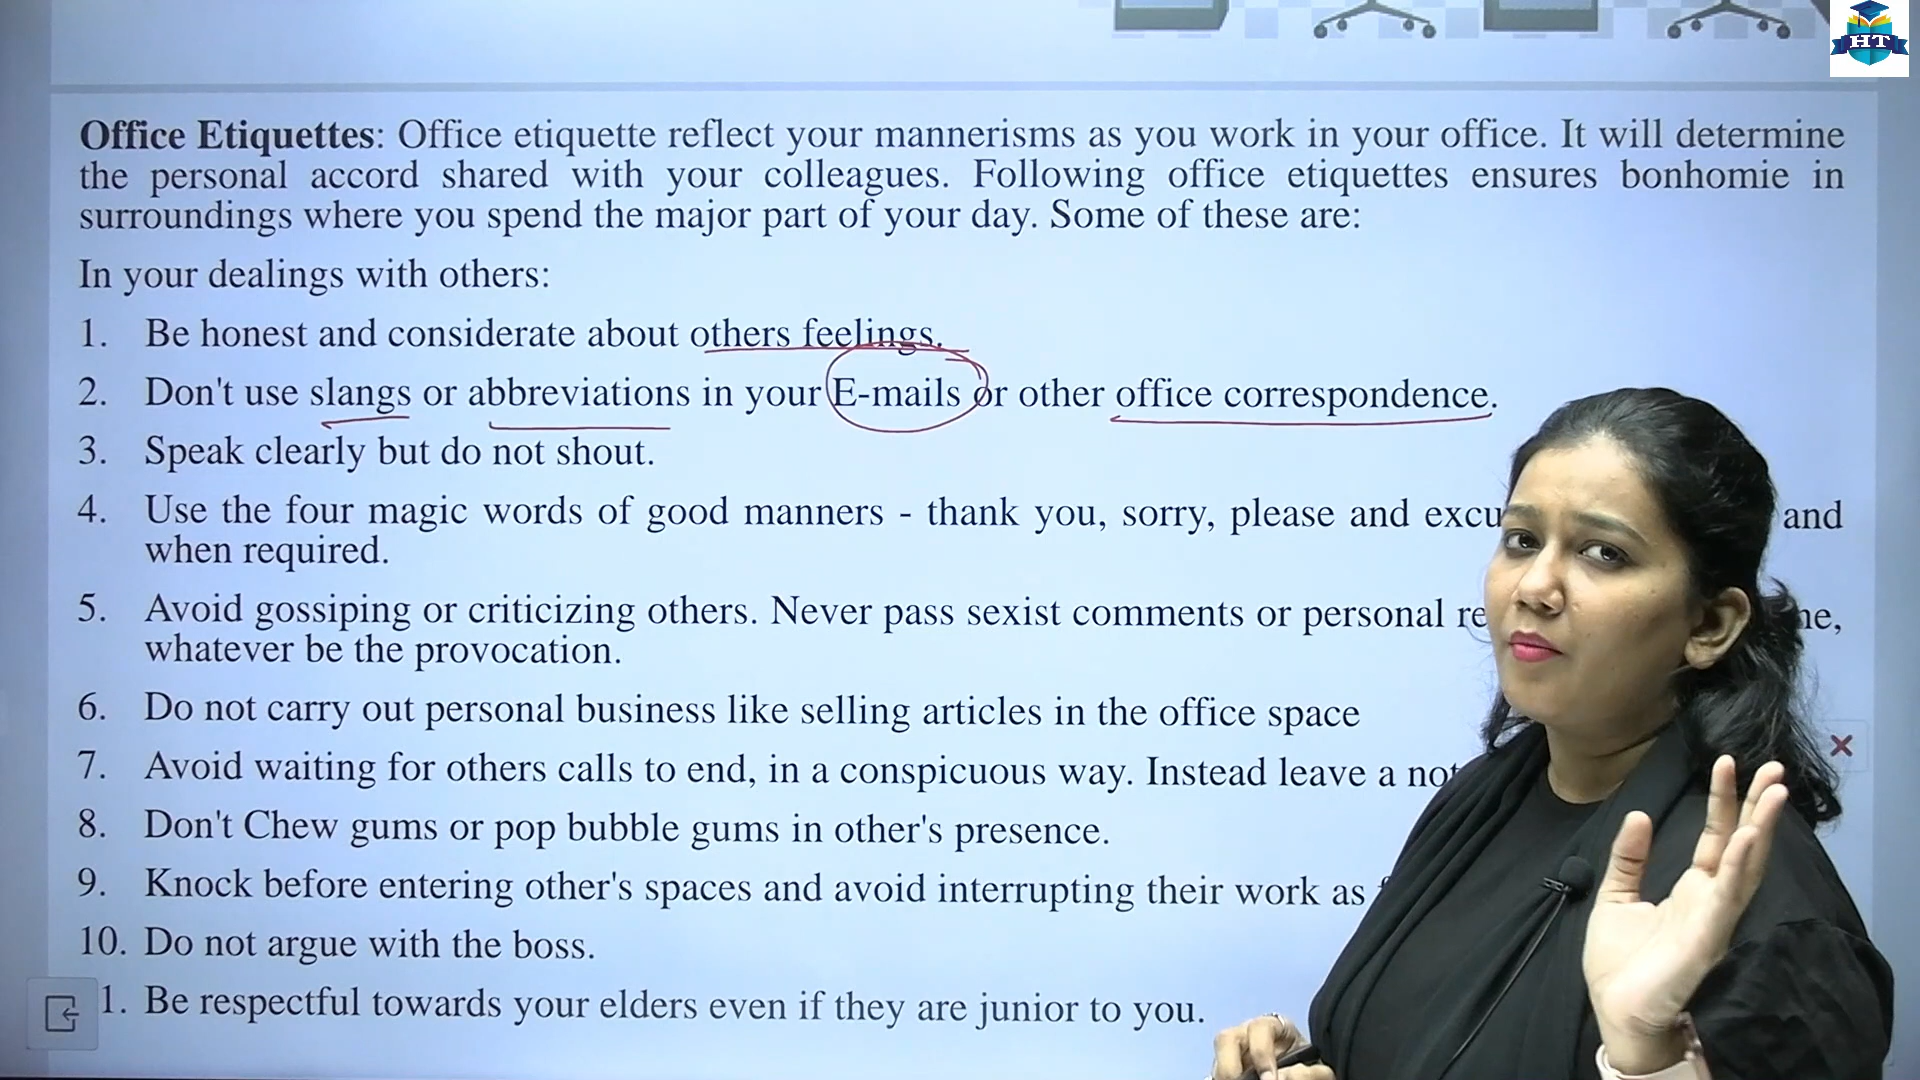 HT
Office Etiquettes: Office etiquette reflect your mannerisms as you work in your office. It will determine
the personal accord shared with your colleagues. Following office etiquettes ensures bonhomie in
surroundings where you spend the major part of your day. Some of these are:
In your dealings with others:
1. Be honest and considerate about others feelings.
2. Don't use slangs or abbreviations in your E-mails or other office correspondence.
3. Speak clearly but do not shout.
4. Use the four magic words of good manners - thank you, sorry, please and and
when required.
5. Avoid gossiping or criticizing others. Never pass sexist comments or personal
whatever be the provocation.
6. Do not carry out personal business like selling articles in the office space
7. Avoid waiting for others calls to end, in a conspicuous way. Instead leave a
8. Don't Chew gums or pop bubble gums in other's presence.
9. Knock before entering other's spaces and avoid interrupting their work as
10. Do not argue with the boss.
1. Be respectful towards your elders even if they are junior to you.